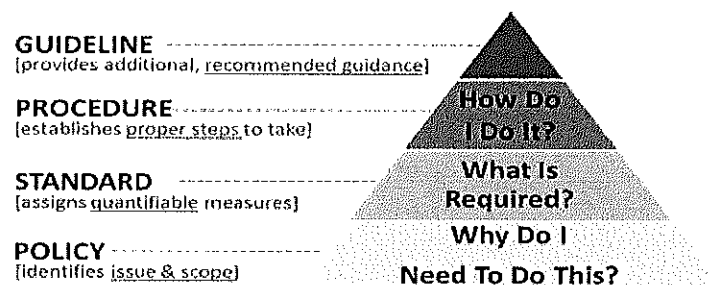 GUIDELINE
[provides additional, recommended guidance]
PROCEDURE
[establishes proper steps to take]
How Do
I Do It?
STANDARD
[assigns quantifiable measures]
What Is
Required?
POLICY
[identifies issue & scope]
Why Do I
Need To Do This?